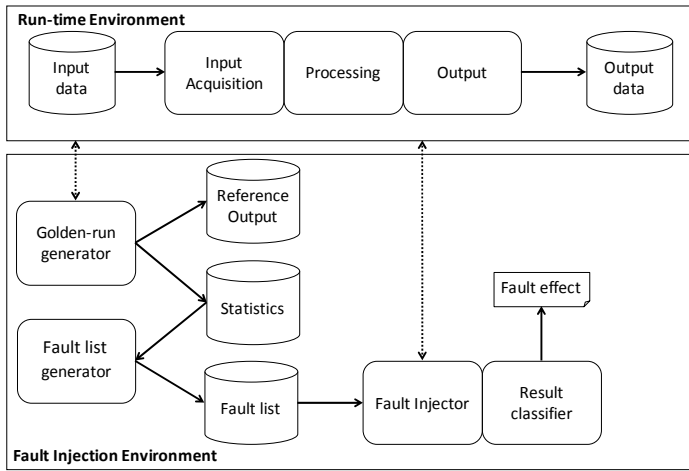 Run-time Environment
Input
data
Input
Acquisition
Processing
Output
Output
data
Golden-run
generator
Reference
Output
Statistics
Fault list
generator
Fault list
Fault Injector
Result
classifier
Fault effect
Fault Injection Environment